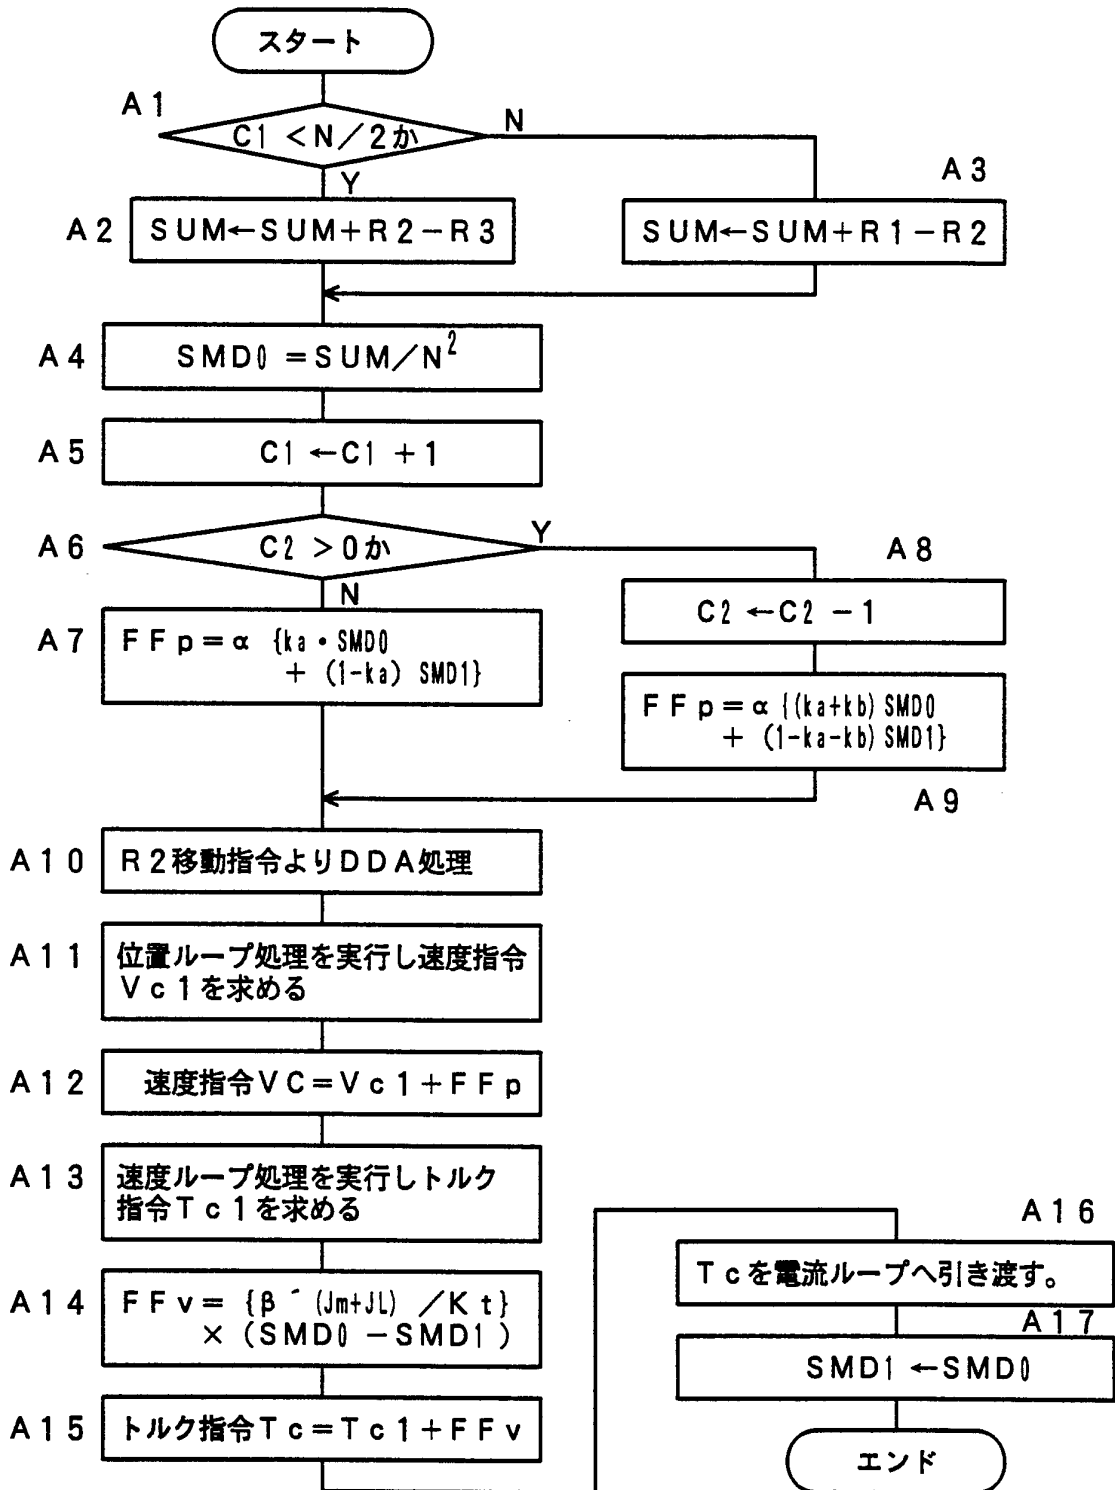 スタート
A1
C1<N/2か
N
Y
A2
SUM←SUM+R2-R3
A3
SUM←SUM+R1-R2
A4
SMD0=SUM/N²
A5
C1←C1+1
A6
C2>0か
Y
N
A7
FFp=α{ka・SMD0
+(1-ka)SMD1}
A8
C2←C2-1
FFp=α{(ka+kb)SMD0
+(1-ka-kb)SMD1}
A9
A10
R2移動指令よりDDA処理
A11
位置ループ処理を実行し速度指令
Vc1を求める
A12
速度指令VC=Vc1+FFp
A13
速度ループ処理を実行しトルク
指令Tc1を求める
A14
FFv={β´(Jm+JL)/Kt}
×(SMD0-SMD1)
A15
トルク指令Tc=Tc1+FFv
A16
Tcを電流ループへ引き渡す。
A17
SMD1←SMD0
エンド